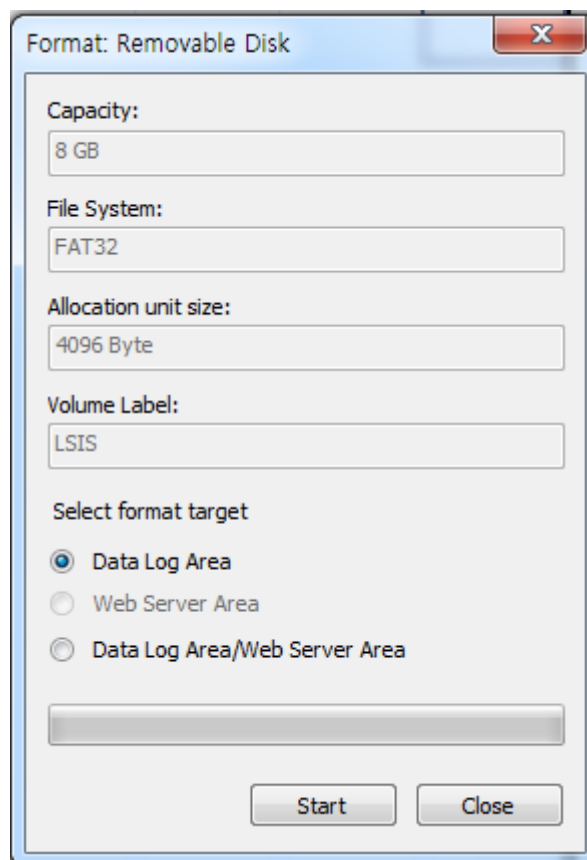 Format: Removable Disk
Capacity:
8 GB
File System:
FAT32
Allocation unit size:
4096 Byte
Volume Label:
LSIS
Select format target
Data Log Area
Web Server Area
Data Log Area/Web Server Area
Start Close